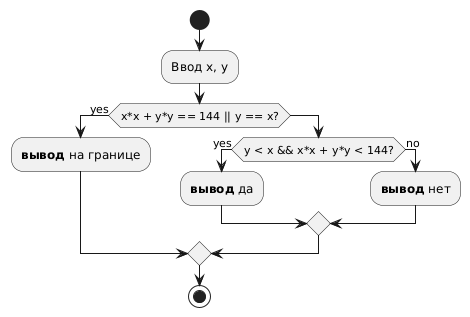 Ввод x, y
yes
x*x + y*y == 144 || y == x?
вывод на границе
yes
y < x && x*x + y*y < 144?
no
вывод да
вывод нет